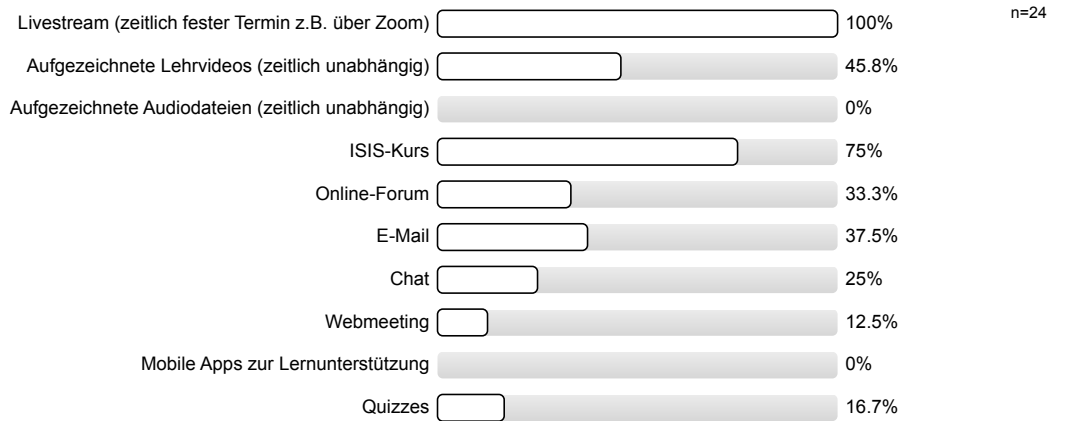 Livestream (zeitlich fester Termin z.B. über Zoom) 100% n=24
Aufgezeichnete Lehrvideos (zeitlich unabhängig) 45.8%
Aufgezeichnete Audiodateien (zeitlich unabhängig) 0%
ISIS-Kurs 75%
Online-Forum 33.3%
E-Mail 37.5%
Chat 25%
Webmeeting 12.5%
Mobile Apps zur Lernunterstützung 0%
Quizzes 16.7%